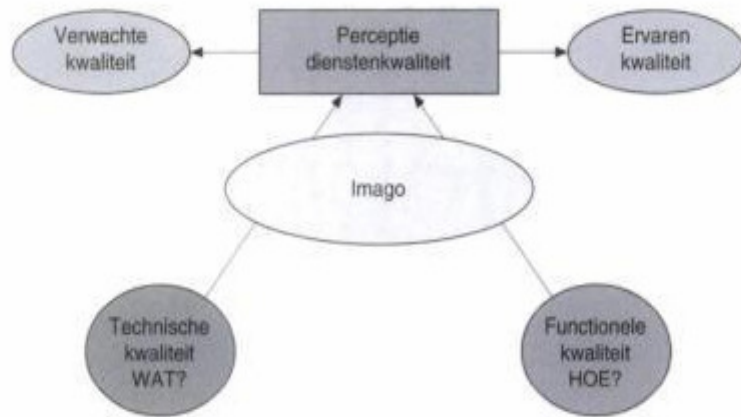 Verwachte
kwaliteit
Perceptie
dienstenkwaliteit
Ervaren
kwaliteit
Imago
Technische
kwaliteit
WAT?
Functionele
kwaliteit
HOE?